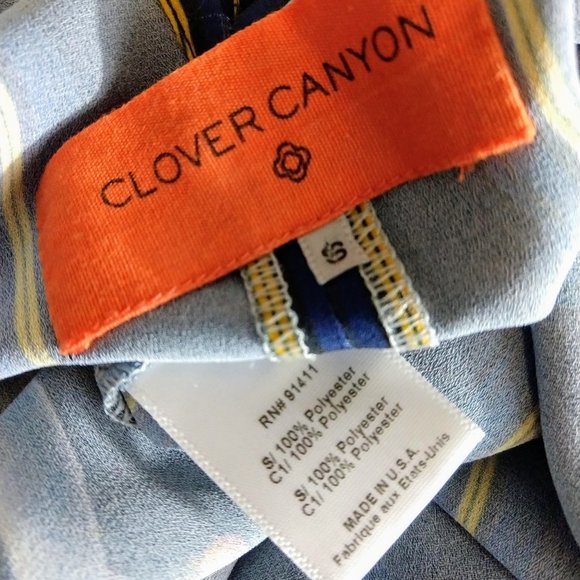 CLOVER CANYON
S
RN# 91411
S/ 100% Polyester
C1/ 100% Polyester
S/ 100% Polyester
C1/ 100% Polyester
MADE IN U.S.A.
Fabrique aux Etats-Unis